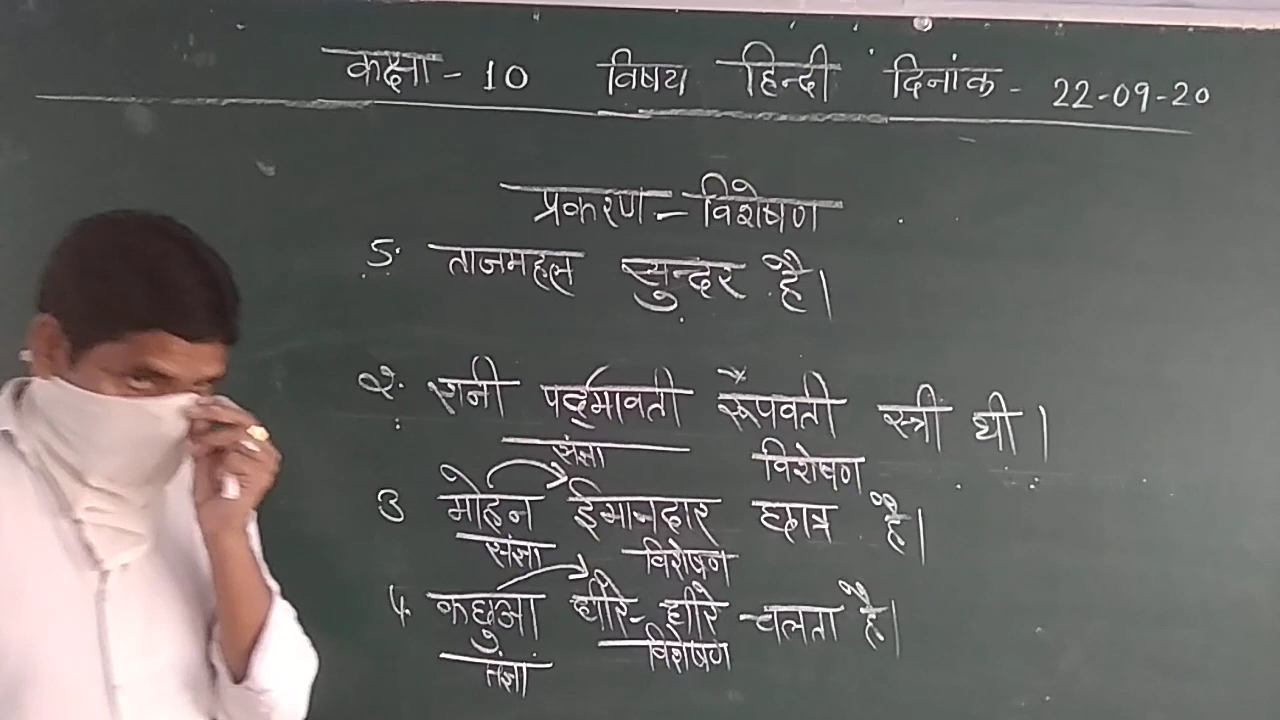 कक्षा - 10 विषय हिन्दी दिनांक - 22-09-20
प्रकरण - विशेषण
5. ताजमहल सुन्दर है।
२. रानी पद्मावती रूपवती स्त्री थी।
संज्ञा विशेषण
3 मोहन ईमानदार छात्र है।
संज्ञा विशेषण
4. कछुआ धीरे-धीरे चलता है।
संज्ञा विशेषण